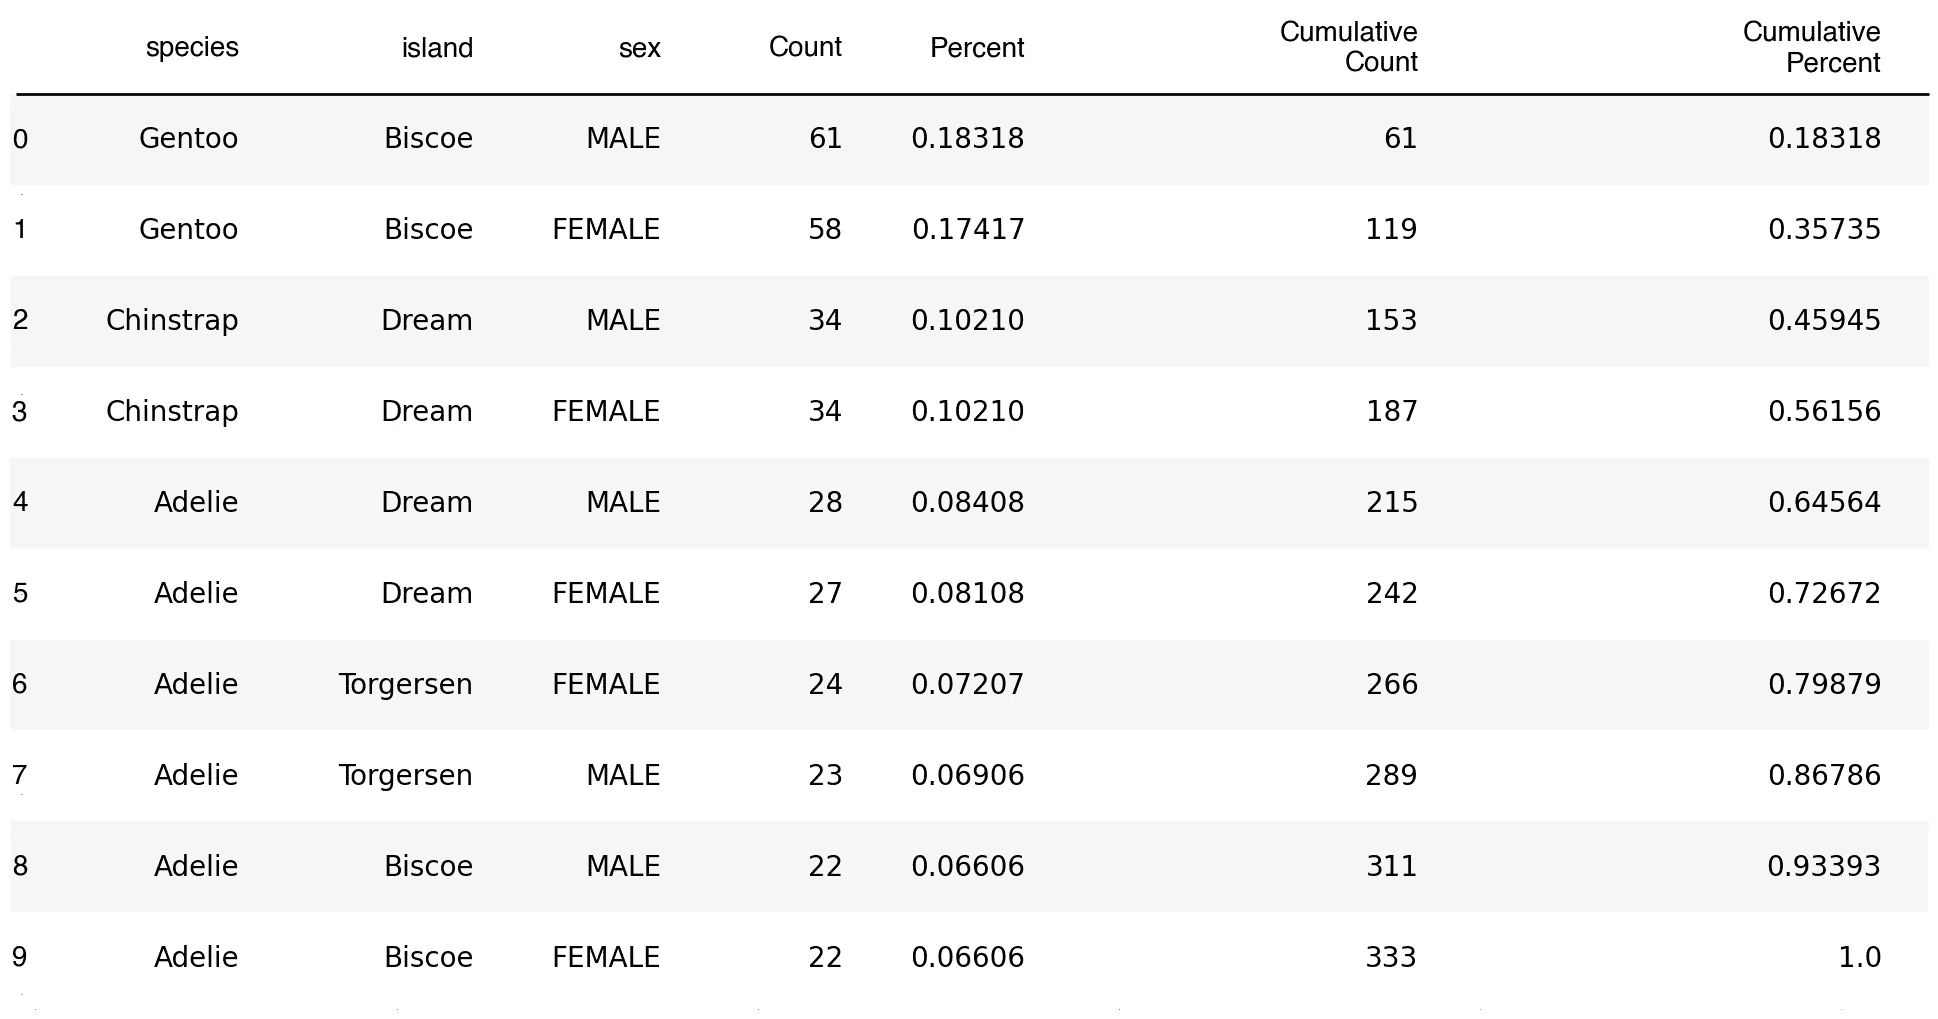 species island sex Count Percent Cumulative Count Cumulative Percent
0 Gentoo Biscoe MALE 61 0.18318 61 0.18318
1 Gentoo Biscoe FEMALE 58 0.17417 119 0.35735
2 Chinstrap Dream MALE 34 0.10210 153 0.45945
3 Chinstrap Dream FEMALE 34 0.10210 187 0.56156
4 Adelie Dream MALE 28 0.08408 215 0.64564
5 Adelie Dream FEMALE 27 0.08108 242 0.72672
6 Adelie Torgersen FEMALE 24 0.07207 266 0.79879
7 Adelie Torgersen MALE 23 0.06906 289 0.86786
8 Adelie Biscoe MALE 22 0.06606 311 0.93393
9 Adelie Biscoe FEMALE 22 0.06606 333 1.0